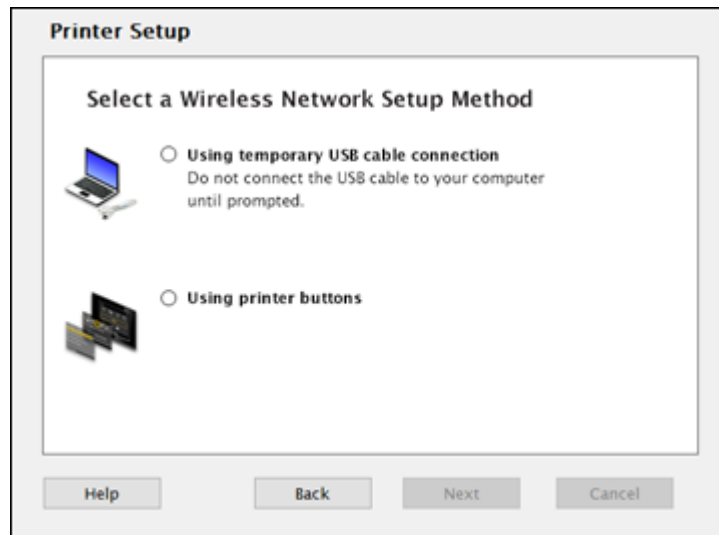 Printer Setup
Select a Wireless Network Setup Method
Using temporary USB cable connection
Do not connect the USB cable to your computer
until prompted.
Using printer buttons
Help
Back
Next
Cancel